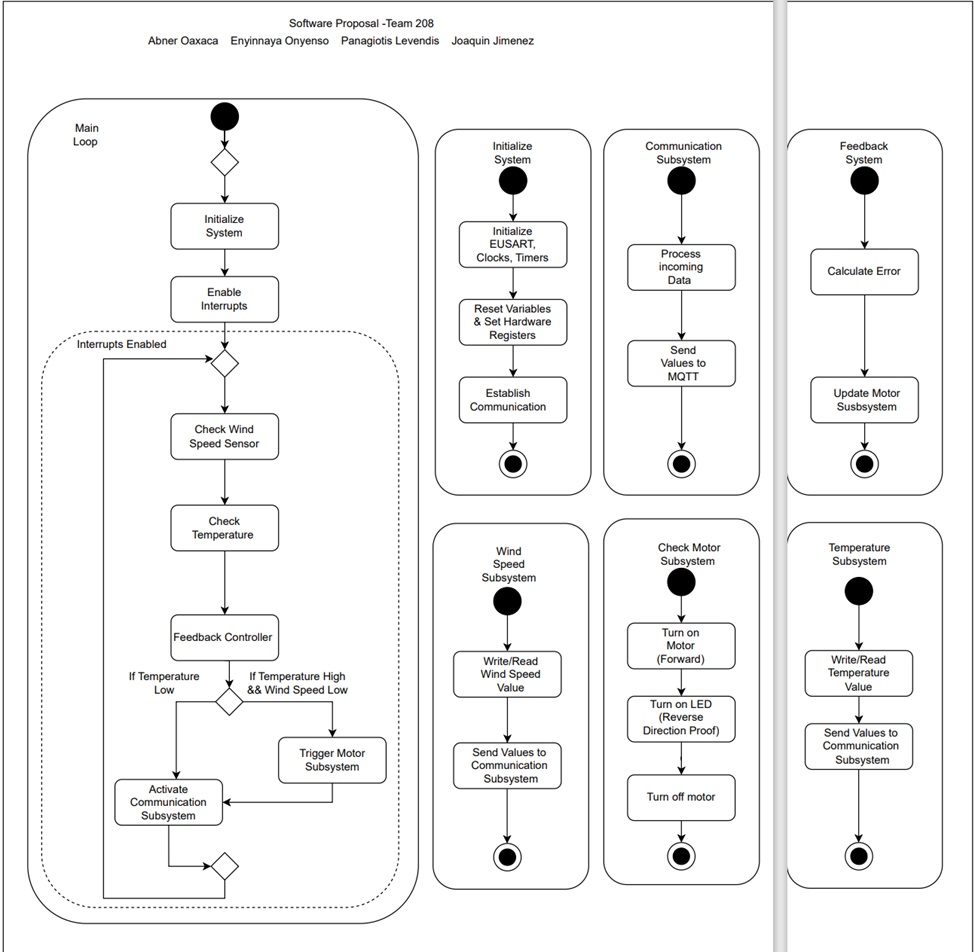 Software Proposal -Team 208
Abner Oaxaca Enyinnaya Onyenso Panagiotis Levendis Joaquin Jimenez
Main
Loop
Initialize
System
Enable
Interrupts
Interrupts Enabled
Check Wind
Speed Sensor
Check
Temperature
Feedback Controller
If Temperature
Low
If Temperature High
&& Wind Speed Low
Trigger Motor
Subsystem
Activate
Communication
Subsystem
Initialize
System
Initialize
EUSART,
Clocks, Timers
Reset Variables
& Set Hardware
Registers
Establish
Communication
Communication
Subsystem
Process
incoming
Data
Send
Values to
MQTT
Feedback
System
Calculate Error
Update Motor
Susbsystem
Wind
Speed
Subsystem
Write/Read
Wind Speed
Value
Send Values to
Communication
Subsystem
Check Motor
Subsystem
Turn on
Motor
(Forward)
Turn on LED
(Reverse
Direction Proof)
Turn off motor
Temperature
Subsystem
Write/Read
Temperature
Value
Send Values to
Communication
Subsystem